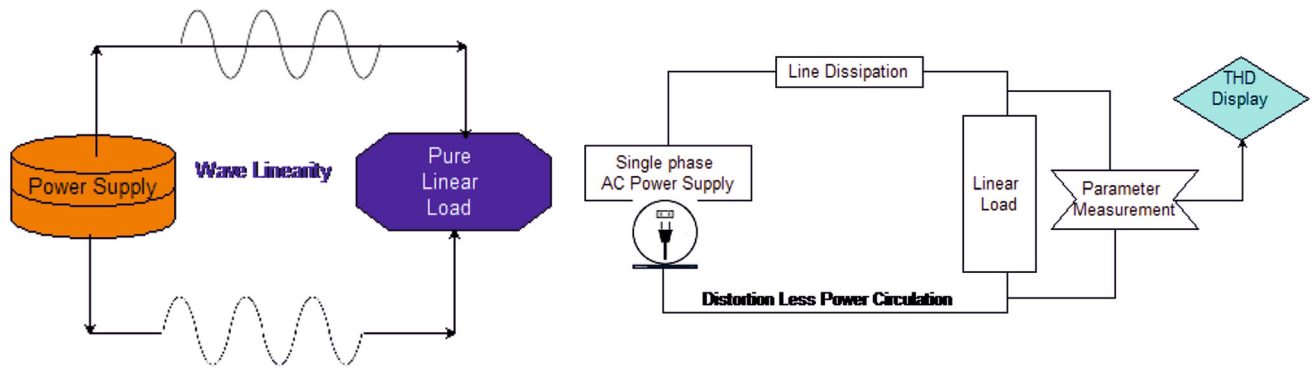 Power Supply
Wave Linearity
Pure
Linear
Load
Line Dissipation
Single phase
AC Power Supply
Linear
Load
Parameter
Measurement
THD
Display
Distortion Less Power Circulation